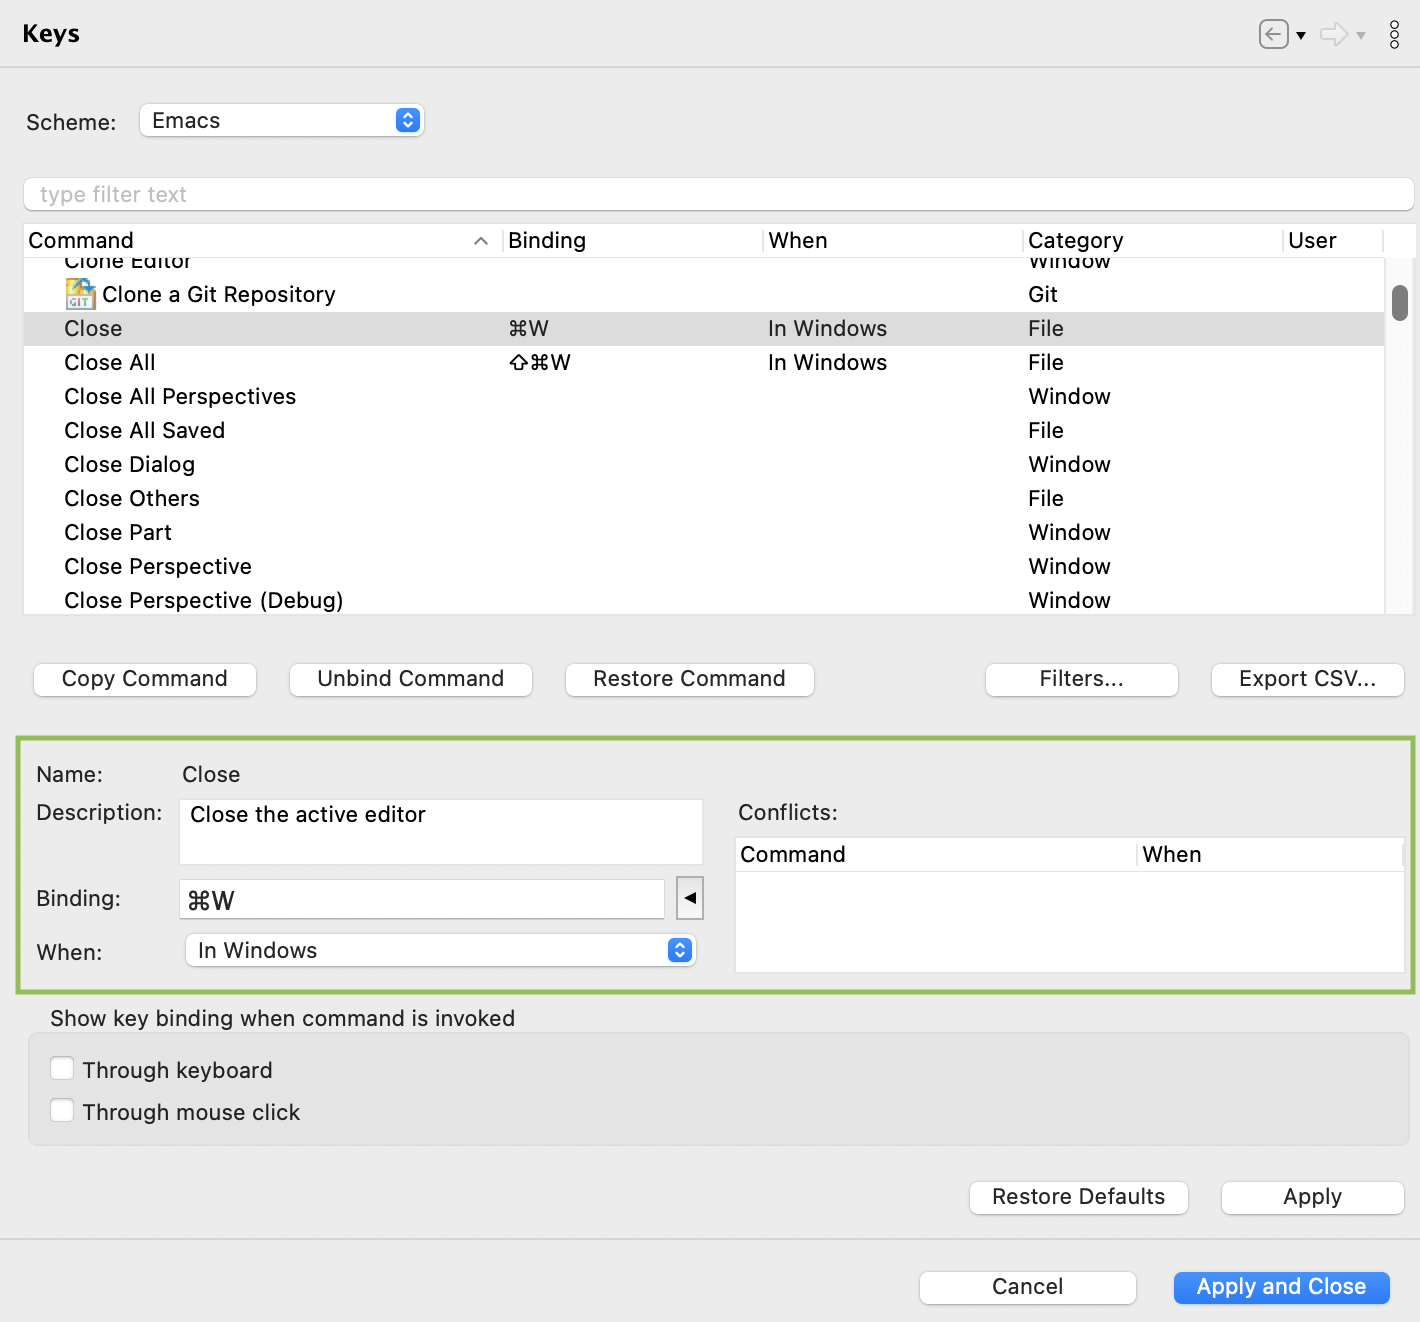 Keys
Scheme: Emacs
type filter text
Command Binding When Category User
Clone Editor Window
GIT Clone a Git Repository Git
Close ⌘W In Windows File
Close All ⇧⌘W In Windows File
Close All Perspectives Window
Close All Saved File
Close Dialog Window
Close Others File
Close Part Window
Close Perspective Window
Close Perspective (Debug) Window
Copy Command Unbind Command Restore Command Filters... Export CSV...
Name: Close
Description: Close the active editor Conflicts:
Command When
Binding: ⌘W
When: In Windows
Show key binding when command is invoked
Through keyboard
Through mouse click
Restore Defaults Apply
Cancel Apply and Close